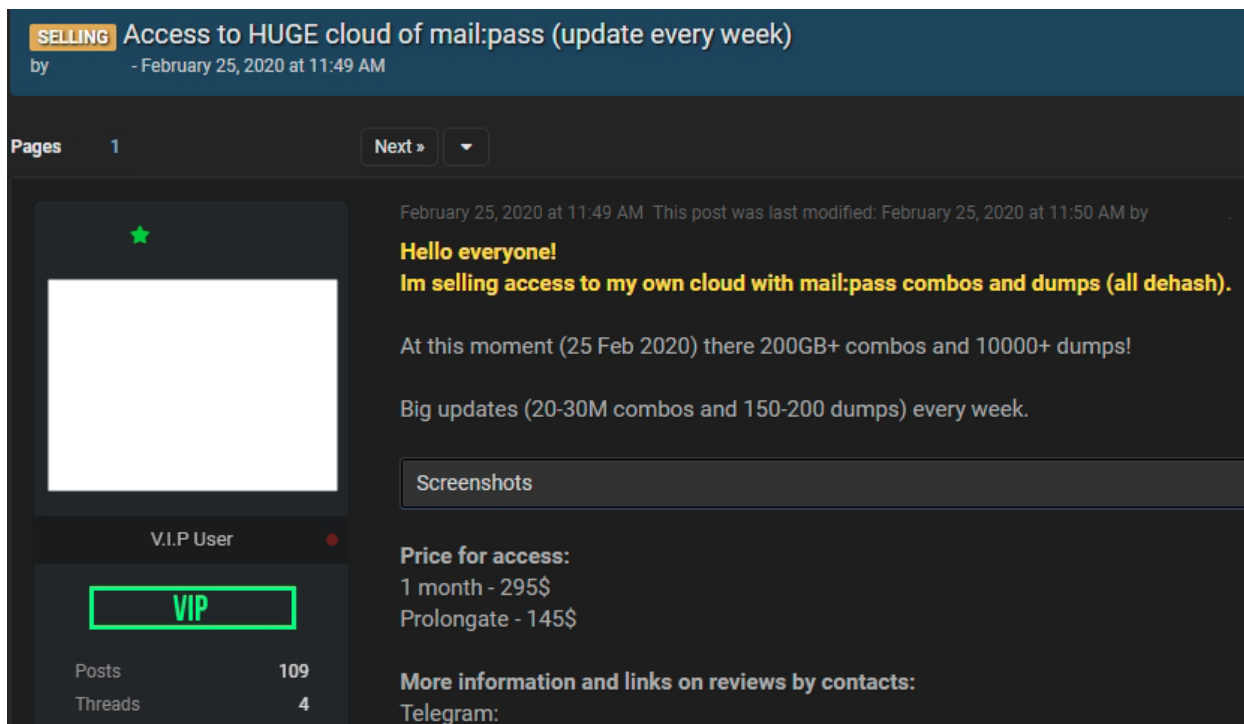 SELLING Access to HUGE cloud of mail:pass (update every week)
by - February 25, 2020 at 11:49 AM
Pages 1 Next »
February 25, 2020 at 11:49 AM This post was last modified: February 25, 2020 at 11:50 AM by .
Hello everyone!
Im selling access to my own cloud with mail:pass combos and dumps (all dehash).
At this moment (25 Feb 2020) there 200GB+ combos and 10000+ dumps!
Big updates (20-30M combos and 150-200 dumps) every week.
Screenshots
Price for access:
1 month - 295$
Prolongate - 145$
More information and links on reviews by contacts:
Telegram:
V.I.P User
VIP
Posts 109
Threads 4